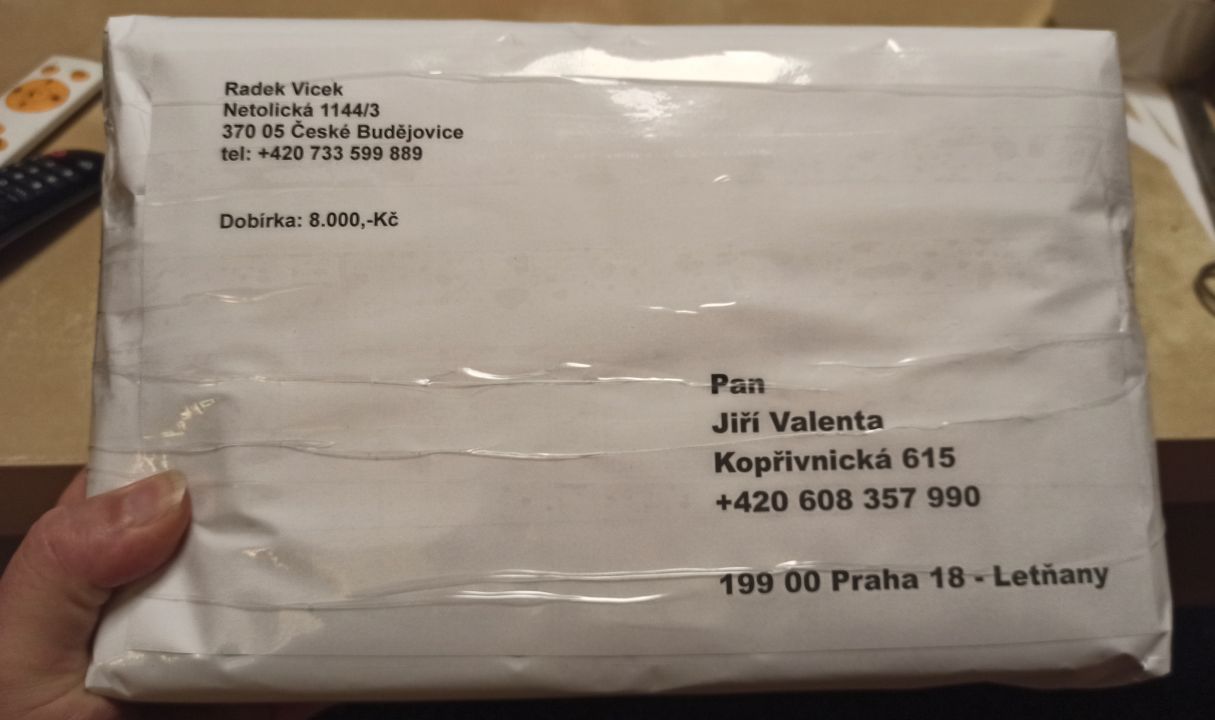 Radek Vicek
Netolická 1144/3
370 05 České Budějovice
tel: +420 733 599 889
Dobírka: 8.000,-Kč
Pan
Jiří Valenta
Kopřivnická 615
+420 608 357 990
199 00 Praha 18 - Letňany